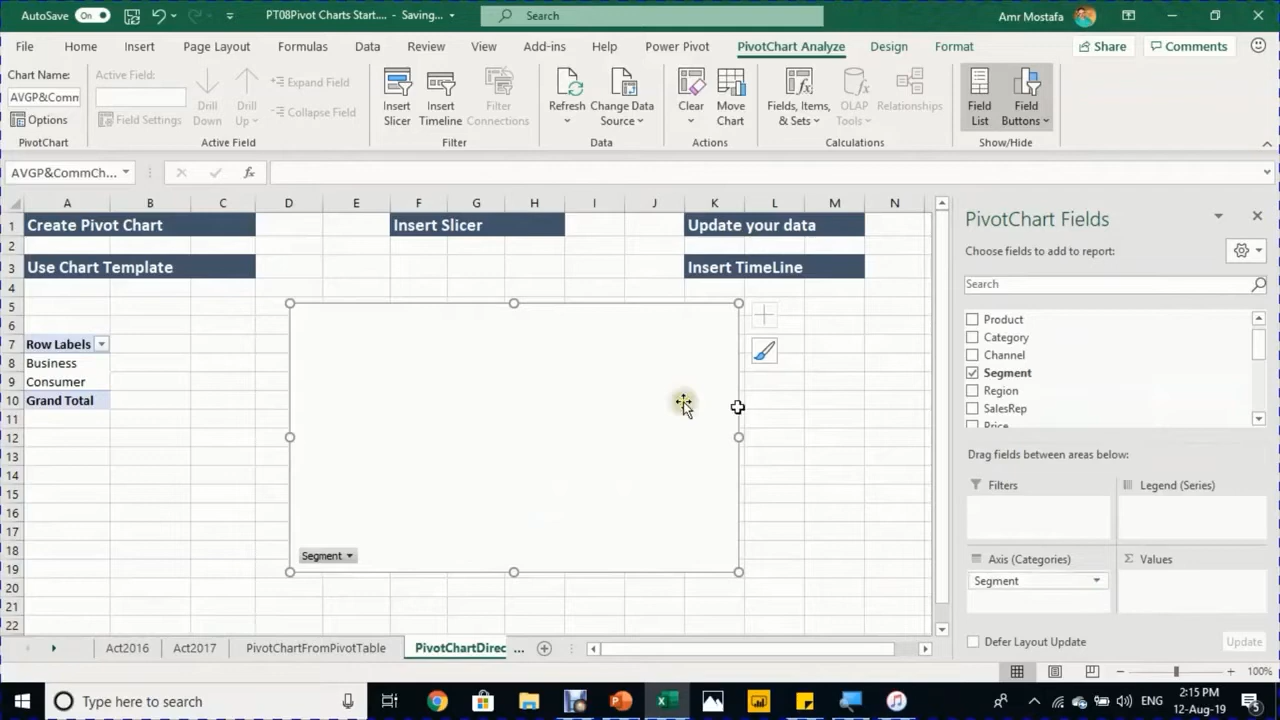 AutoSave On PT08Pivot Charts Start.... - Saving... Search Amr Mostafa
File Home Insert Page Layout Formulas Data Review View Add-ins Help Power Pivot PivotChart Analyze Design Format Share Comments
Chart Name:
AVGP&Comm
Options
PivotChart
Active Field:
Field Settings
Drill Down
Drill Up
Expand Field
Collapse Field
Active Field
Insert Slicer
Insert Timeline
Filter Connections
Filter
Refresh
Change Data Source
Data
Clear
Move Chart
Actions
Fields, Items, & Sets
OLAP Tools
Relationships
Calculations
Field List
Field Buttons
Show/Hide
AVGP&CommCh... fx
A B C D E F G H I J K L M N
1 Create Pivot Chart Insert Slicer Update your data
2
3 Use Chart Template Insert TimeLine
4
5
6
7 Row Labels
8 Business
9 Consumer
10 Grand Total
11
12
13
14
15
16
17
18
19
20
21
22
Segment
PivotChart Fields
Choose fields to add to report:
Search
Product
Category
Channel
Segment
Region
SalesRep
Price
Drag fields between areas below:
Filters
Legend (Series)
Axis (Categories)
Segment
Σ Values
Defer Layout Update Update
Act2016 Act2017 PivotChartFromPivotTable PivotChartDirec ...
100%
Type here to search
ENG
2:15 PM
12-Aug-19
5